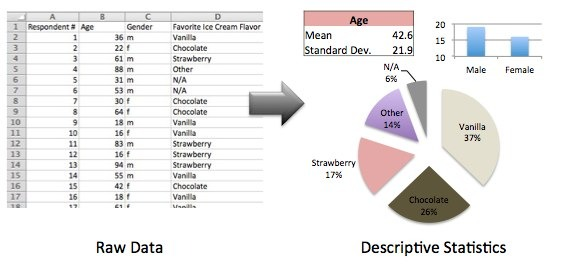 A B C D
1 Respondent # Age Gender Favorite Ice Cream Flavor
2 1 36 m Vanilla
3 2 22 f Chocolate
4 3 61 m Strawberry
5 4 88 m Other
6 5 31 m N/A
7 6 53 m N/A
8 7 30 f Chocolate
9 8 64 f Chocolate
10 9 18 m Vanilla
11 10 16 f Vanilla
12 11 83 m Strawberry
13 12 16 f Strawberry
14 13 94 m Strawberry
15 14 55 m Vanilla
16 15 42 f Chocolate
17 16 18 f Vanilla
18 17 61 f Vanilla
Raw Data
Age
Mean 42.6
Standard Dev. 21.9
20
15
10
Male Female
N/A
6%
Other
14%
Vanilla
37%
Strawberry
17%
Chocolate
26%
Descriptive Statistics